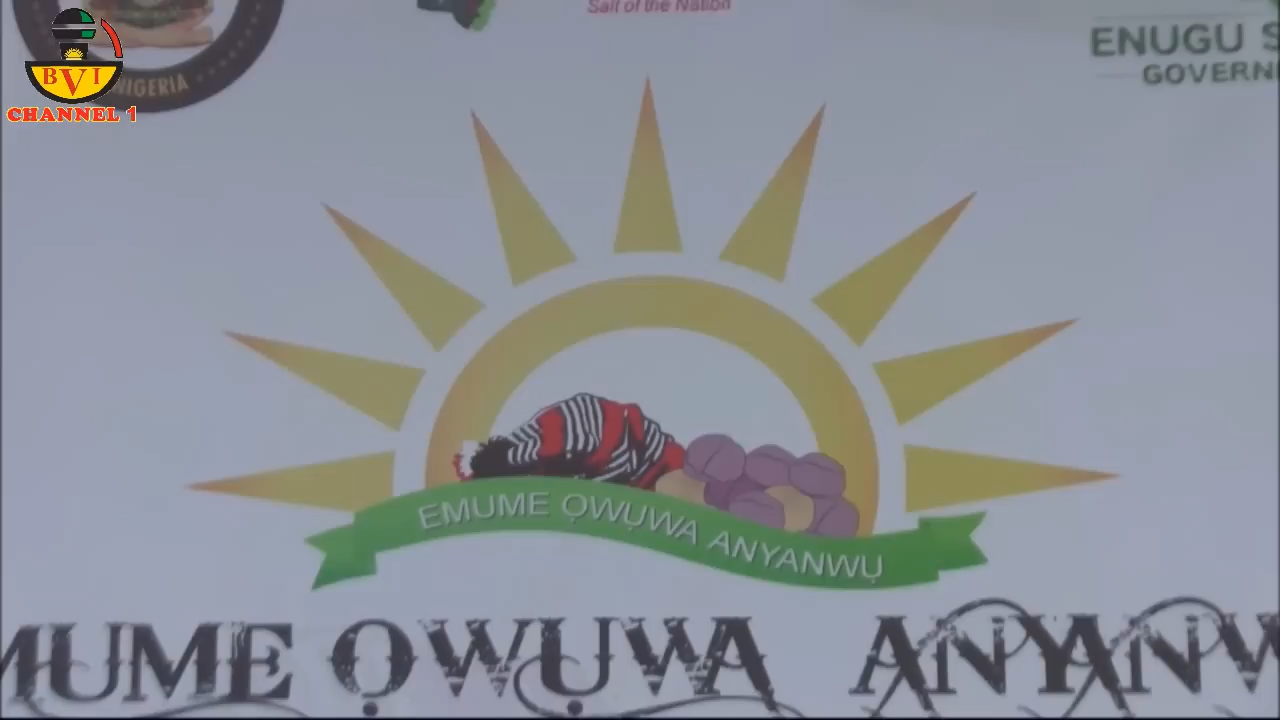 Salt of the Nation
ENUGU S
GOVERN
NIGERIA
BVI
CHANNEL 1
EMUME ỌWỤWA ANYANWỤ
MUME ỌWỤWA ANYANW